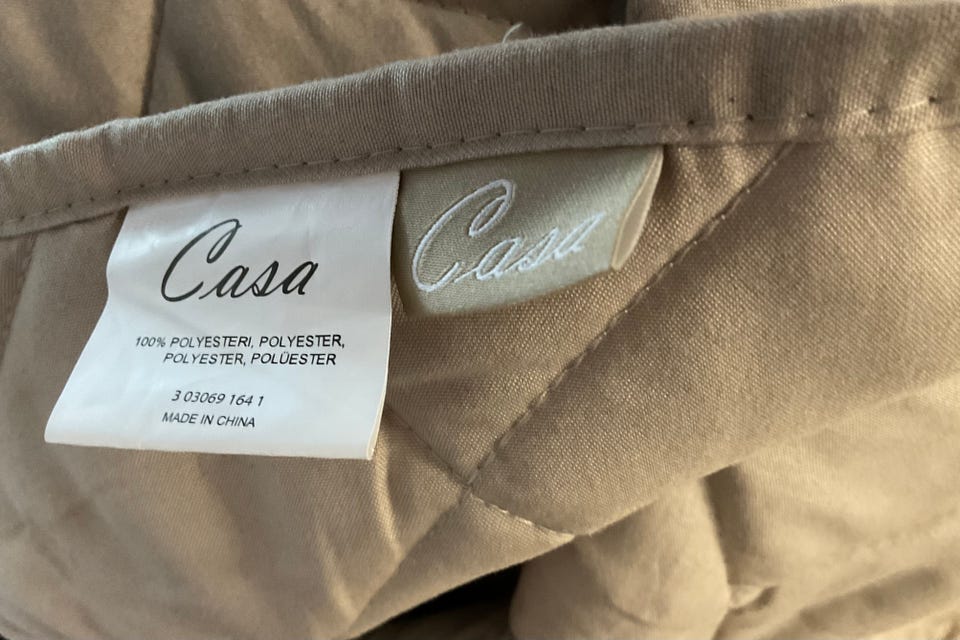 Casa
100% POLYESTERI, POLYESTER,
POLYESTER, POLÜESTER
3 03069 164 1
MADE IN CHINA
Casa